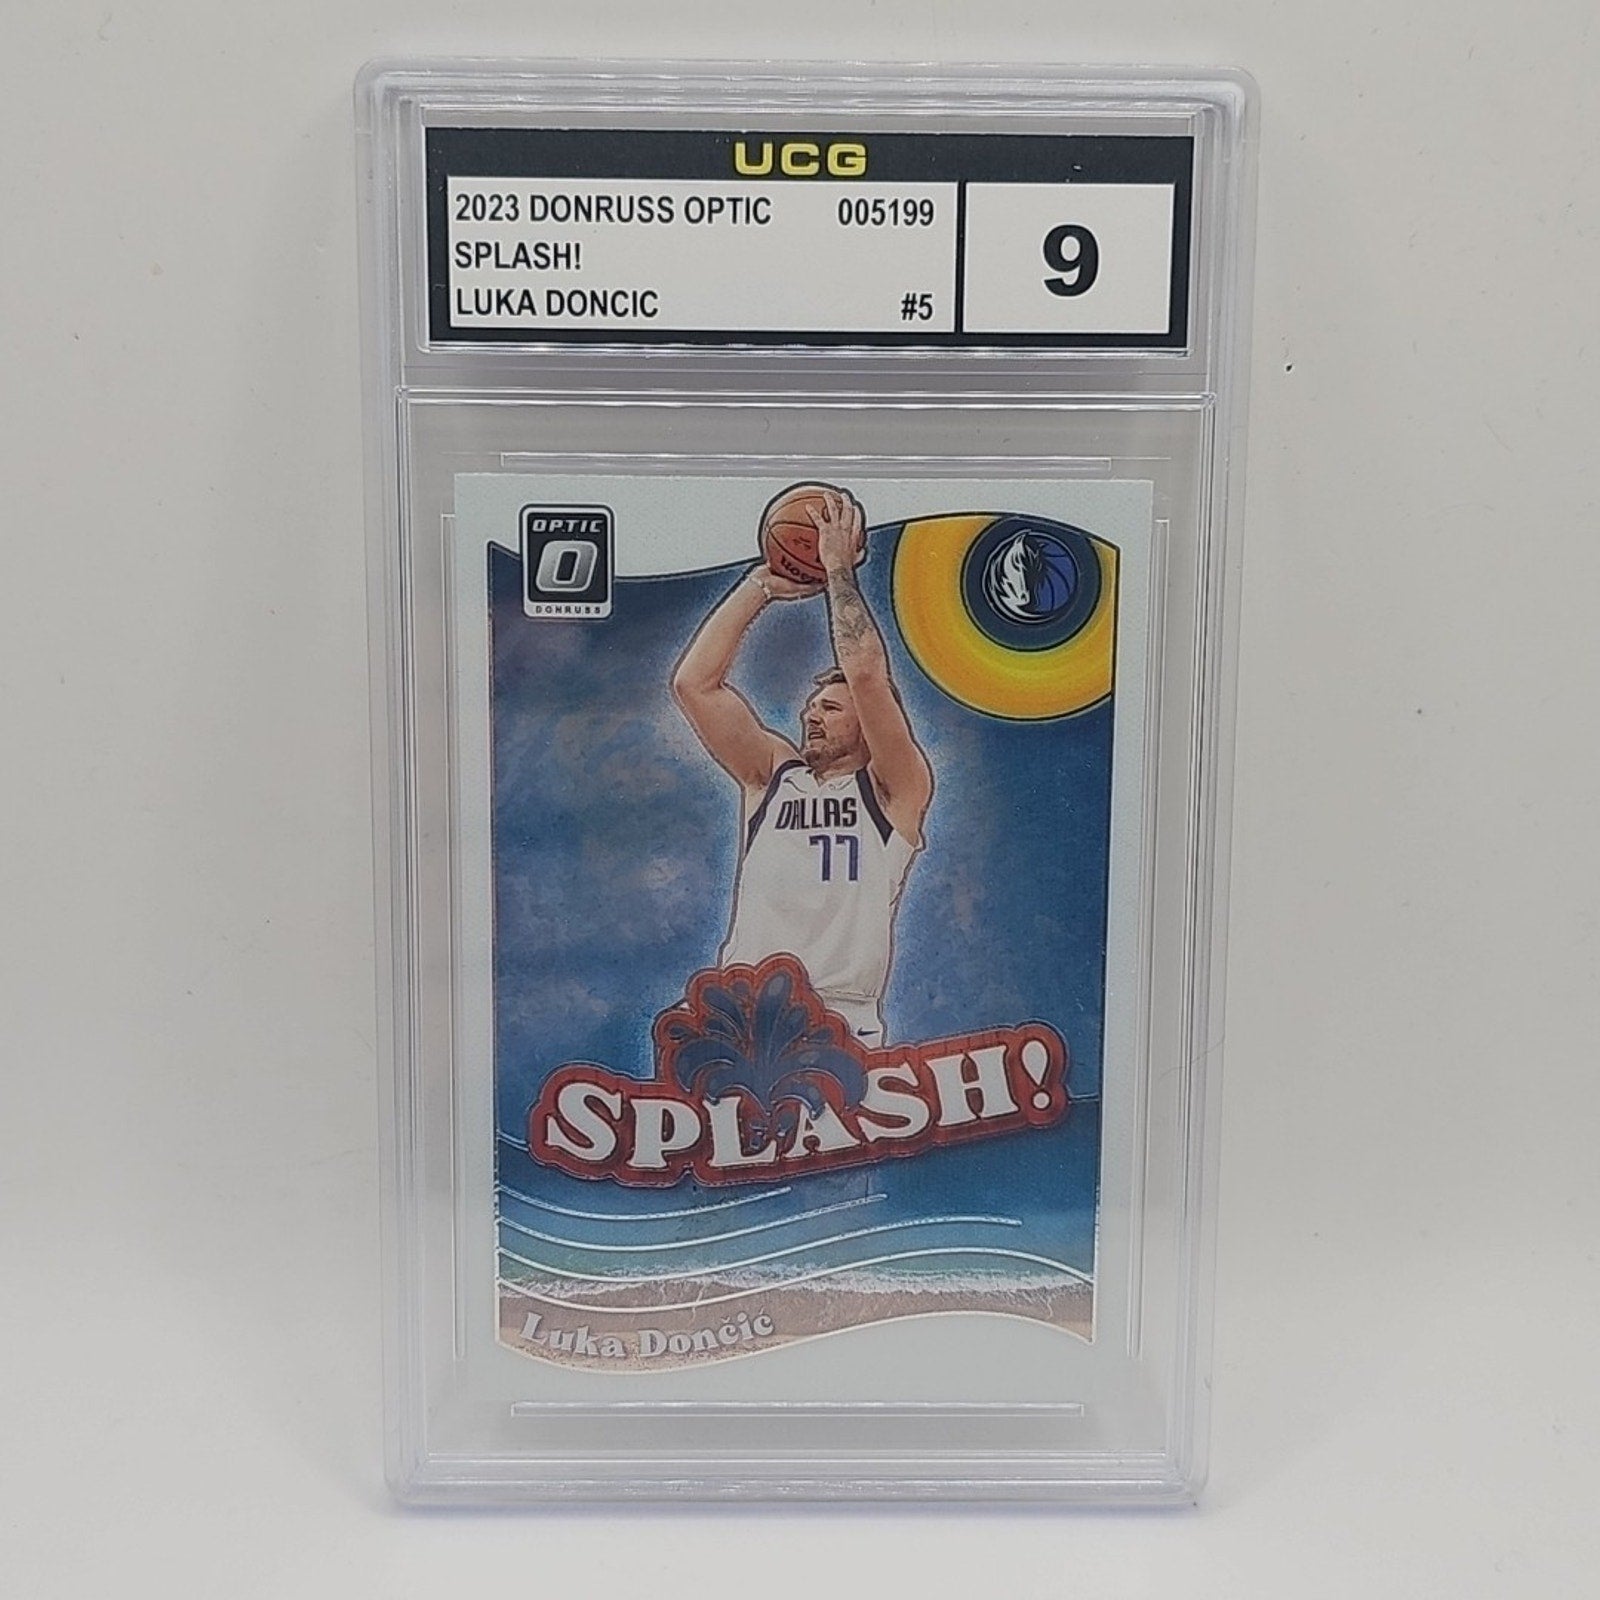 UCG
2023 DONRUSS OPTIC 005199
SPLASH!
LUKA DONCIC #5
9
OPTIC
O
DONRUSS
DALLAS
77
SPLASH!
Luka Dončić